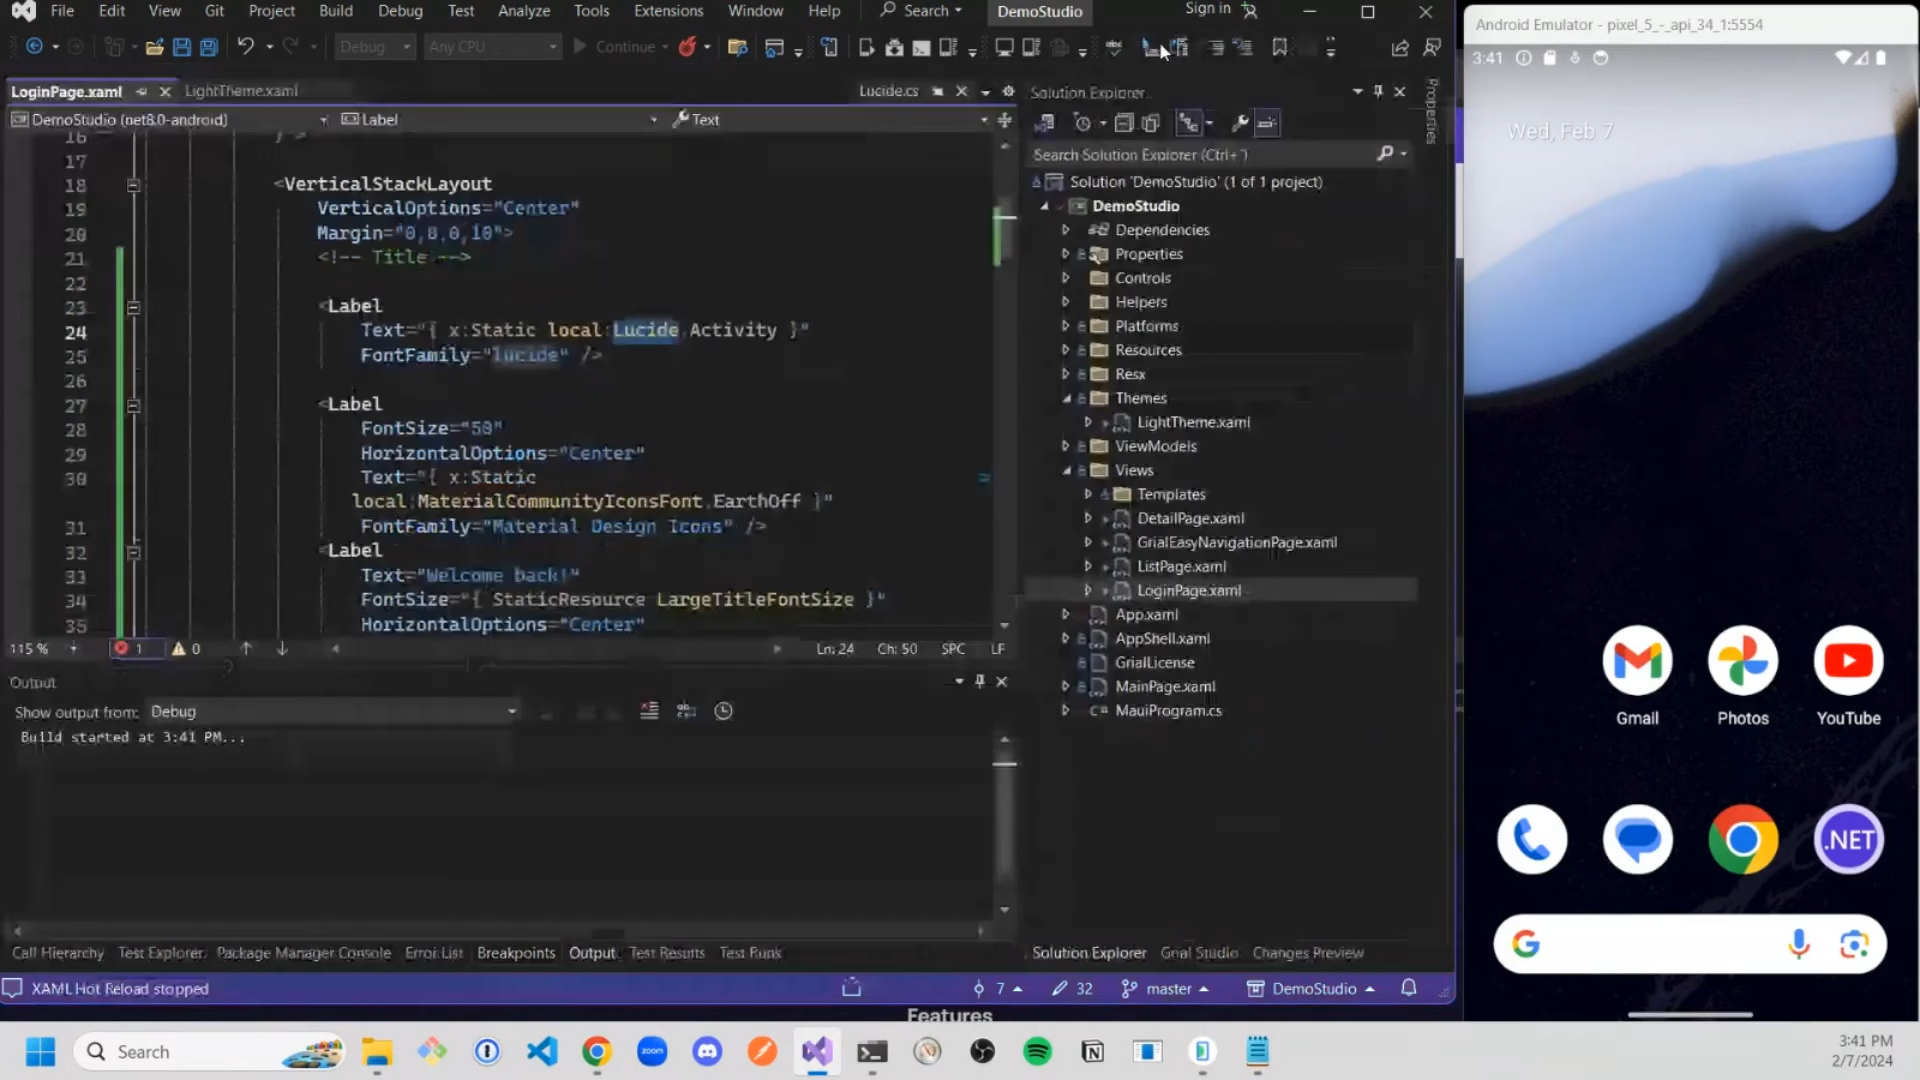 File Edit View Git Project Build Debug Test Analyze Tools Extensions Window Help Search DemoStudio Sign in
Debug Any CPU Continue
LoginPage.xaml LightTheme.xaml Lucide.cs
DemoStudio (net8.0-android) Label Text
16 />
17
18 <VerticalStackLayout
19 VerticalOptions="Center"
20 Margin="0,8,0,10">
21 <!-- Title -->
22
23 <Label
24 Text="{ x:Static local:Lucide.Activity }"
25 FontFamily="lucide" />
26
27 <Label
28 FontSize="50"
29 HorizontalOptions="Center"
30 Text="{ x:Static
local:MaterialCommunityIconsFont.EarthOff }"
31 FontFamily="Material Design Icons" />
32 <Label
33 Text="Welcome back!"
34 FontSize="{ StaticResource LargeTitleFontSize }"
35 HorizontalOptions="Center"
115 % 1 0 Ln: 24 Ch: 50 SPC LF
Output
Show output from: Debug
Build started at 3:41 PM...
Call Hierarchy Test Explorer Package Manager Console Error List Breakpoints Output Test Results Test Runs
XAML Hot Reload stopped
7 32 master DemoStudio
Features
Solution Explorer
Search Solution Explorer (Ctrl+ ')
Solution 'DemoStudio' (1 of 1 project)
DemoStudio
Dependencies
Properties
Controls
Helpers
Platforms
Resources
Resx
Themes
LightTheme.xaml
ViewModels
Views
Templates
DetailPage.xaml
GrialEasyNavigationPage.xaml
ListPage.xaml
LoginPage.xaml
App.xaml
AppShell.xaml
GrialLicense
MainPage.xaml
C# MauiProgram.cs
Solution Explorer Grial Studio Changes Preview
Properties
Android Emulator - pixel_5_-_api_34_1:5554
3:41
Wed, Feb 7
Gmail Photos YouTube
.NET
G
Search
zoom
3:41 PM
2/7/2024